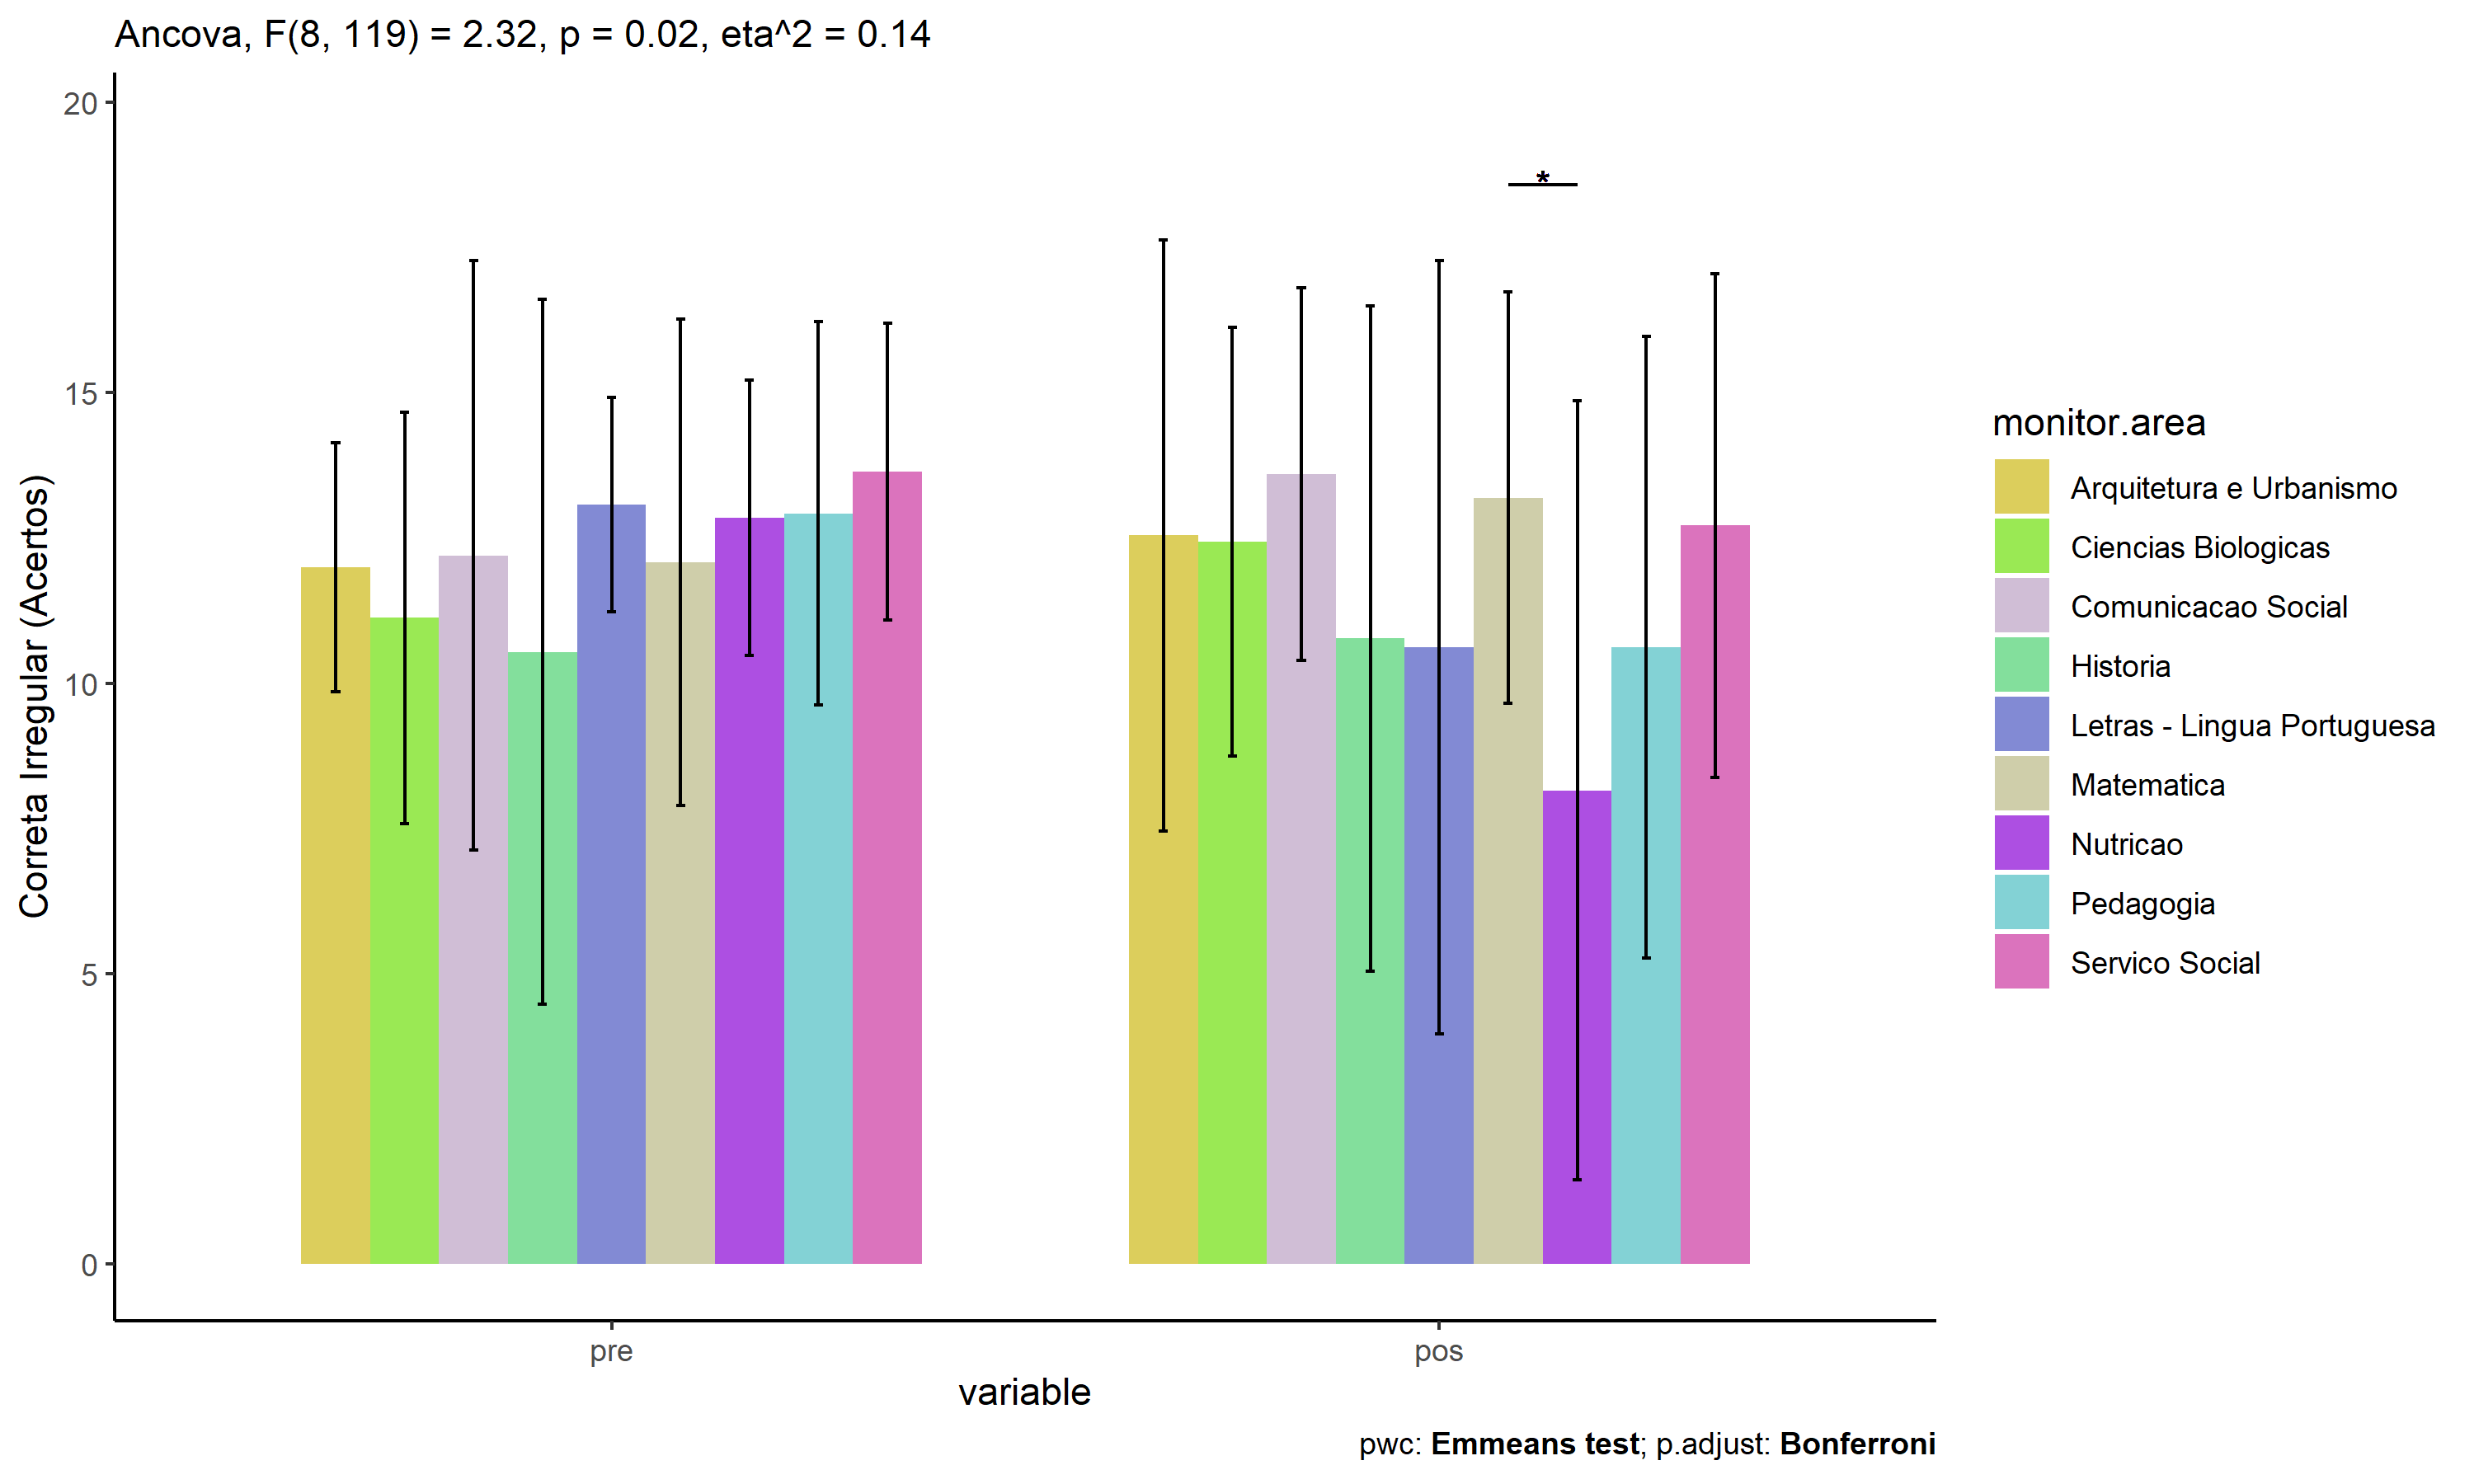 Ancova, F(8, 119) = 2.32, p = 0.02, eta^2 = 0.14
Correta Irregular (Acertos)
20
15
10
5
0
*
pre
pos
variable
monitor.area
Arquitetura e Urbanismo
Ciencias Biologicas
Comunicacao Social
Historia
Letras - Lingua Portuguesa
Matematica
Nutricao
Pedagogia
Servico Social
pwc: Emmeans test; p.adjust: Bonferroni